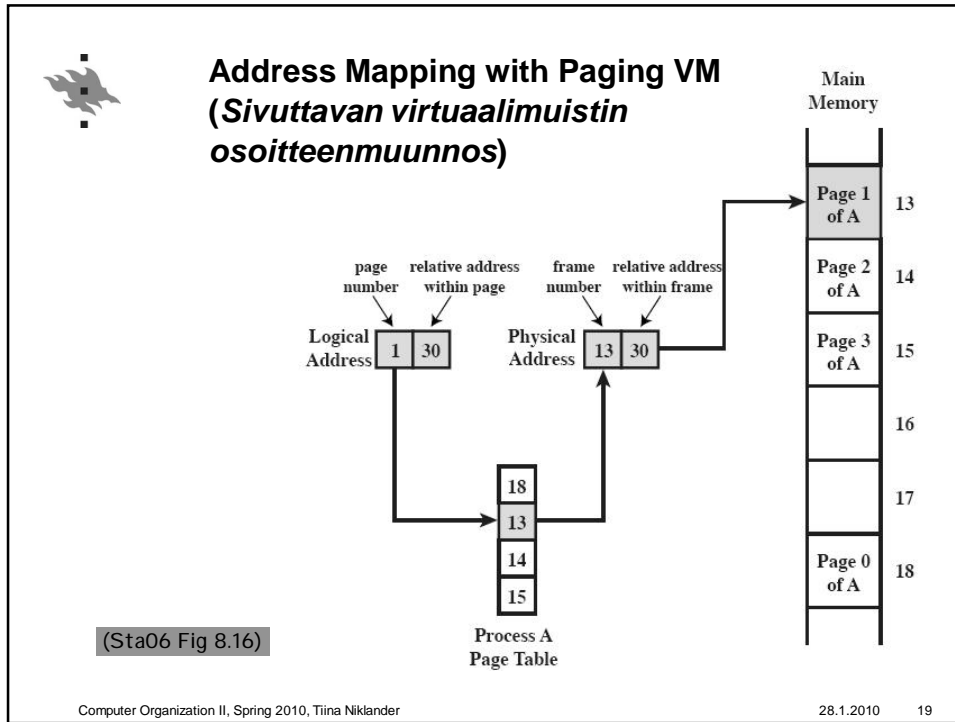 Address Mapping with Paging VM
(Sivuttavan virtuaalimuistin
osoitteenmuunnos)
Main
Memory
Page 1
of A
13
Page 2
of A
14
Page 3
of A
15
16
17
Page 0
of A
18
page
number
relative address
within page
frame
number
relative address
within frame
Logical
Address
1 30
Physical
Address
13 30
18
13
14
15
Process A
Page Table
(Sta06 Fig 8.16)
Computer Organization II, Spring 2010, Tiina Niklander
28.1.2010
19